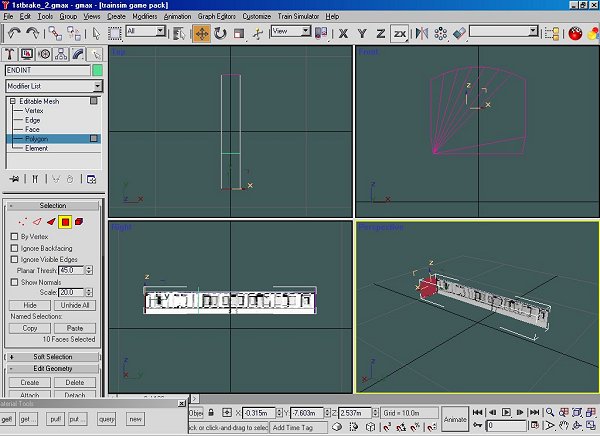 1stbrake_2.gmax - gmax - [trainsim game pack]
File Edit Tools Group Views Create Modifiers Animation Graph Editors Customize Train Simulator Help
All
View
X Y Z ZX
ENDINT
Modifier List
Editable Mesh
Vertex
Edge
Face
Polygon
Element
Selection
By Vertex
Ignore Backfacing
Ignore Visible Edges
Planar Thresh: 45.0
Show Normals
Scale: 20.0
Hide Unhide All
Named Selections:
Copy Paste
10 Faces Selected
Soft Selection
Edit Geometry
Create Delete
Attach Detach
Top
Front
Right
Perspective
aterial Tools
get! get ... put! put ... query new
Obje X: -0.315m Y: -7.603m Z: 2.537m Grid = 10.0m
ck or click-and-drag to selec Add Time Tag
Animate
0